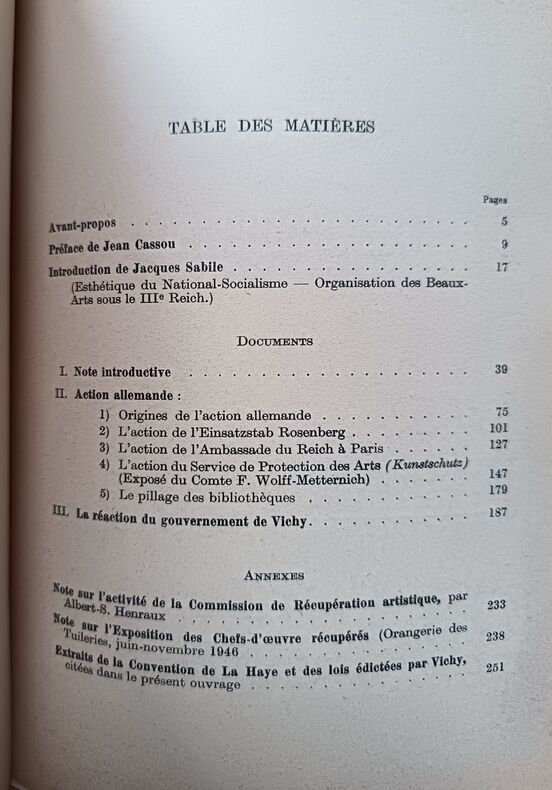 TABLE DES MATIÈRES
Pages
Avant-propos . . . . . . . . . . . . . . . . . . . . . . 5
Préface de Jean Cassou . . . . . . . . . . . . . . . . . . 9
Introduction de Jacques Sabile . . . . . . . . . . . . . . . 17
(Esthétique du National-Socialisme — Organisation des Beaux-
Arts sous le IIIe Reich.)
Documents
I. Note introductive . . . . . . . . . . . . . . . . . . 39
II. Action allemande :
1) Origines de l'action allemande . . . . . . . . . . 75
2) L'action de l'Einsatzstab Rosenberg . . . . . . . . 101
3) L'action de l'Ambassade du Reich à Paris . . . . . . 127
4) L'action du Service de Protection des Arts (Kunstschutz)
(Exposé du Comte F. Wolff-Metternich) . . . . . . . 147
5) Le pillage des bibliothèques . . . . . . . . . . . 179
III. La réaction du gouvernement de Vichy. . . . . . . . . . . 187
Annexes
Note sur l'activité de la Commission de Récupération artistique, par
Albert-S. Henraux . . . . . . . . . . . . . . . . . . . 233
Note sur l'Exposition des Chefs-d'œuvre récupérés (Orangerie des
Tuileries, juin-novembre 1946 . . . . . . . . . . . . . . 238
Extraits de la Convention de La Haye et des lois édictées par Vichy,
citées dans le présent ouvrage . . . . . . . . . . . . . . 251